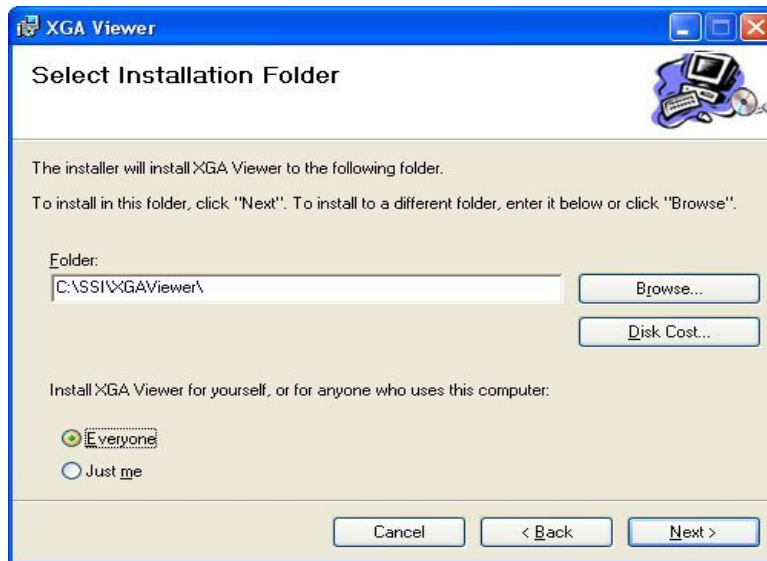 XGA Viewer
Select Installation Folder
The installer will install XGA Viewer to the following folder.
To install in this folder, click "Next". To install to a different folder, enter it below or click "Browse".
Folder:
C:\SSI\XGAViewer\
Browse...
Disk Cost...
Install XGA Viewer for yourself, or for anyone who uses this computer:
Everyone
Just me
Cancel
< Back
Next >